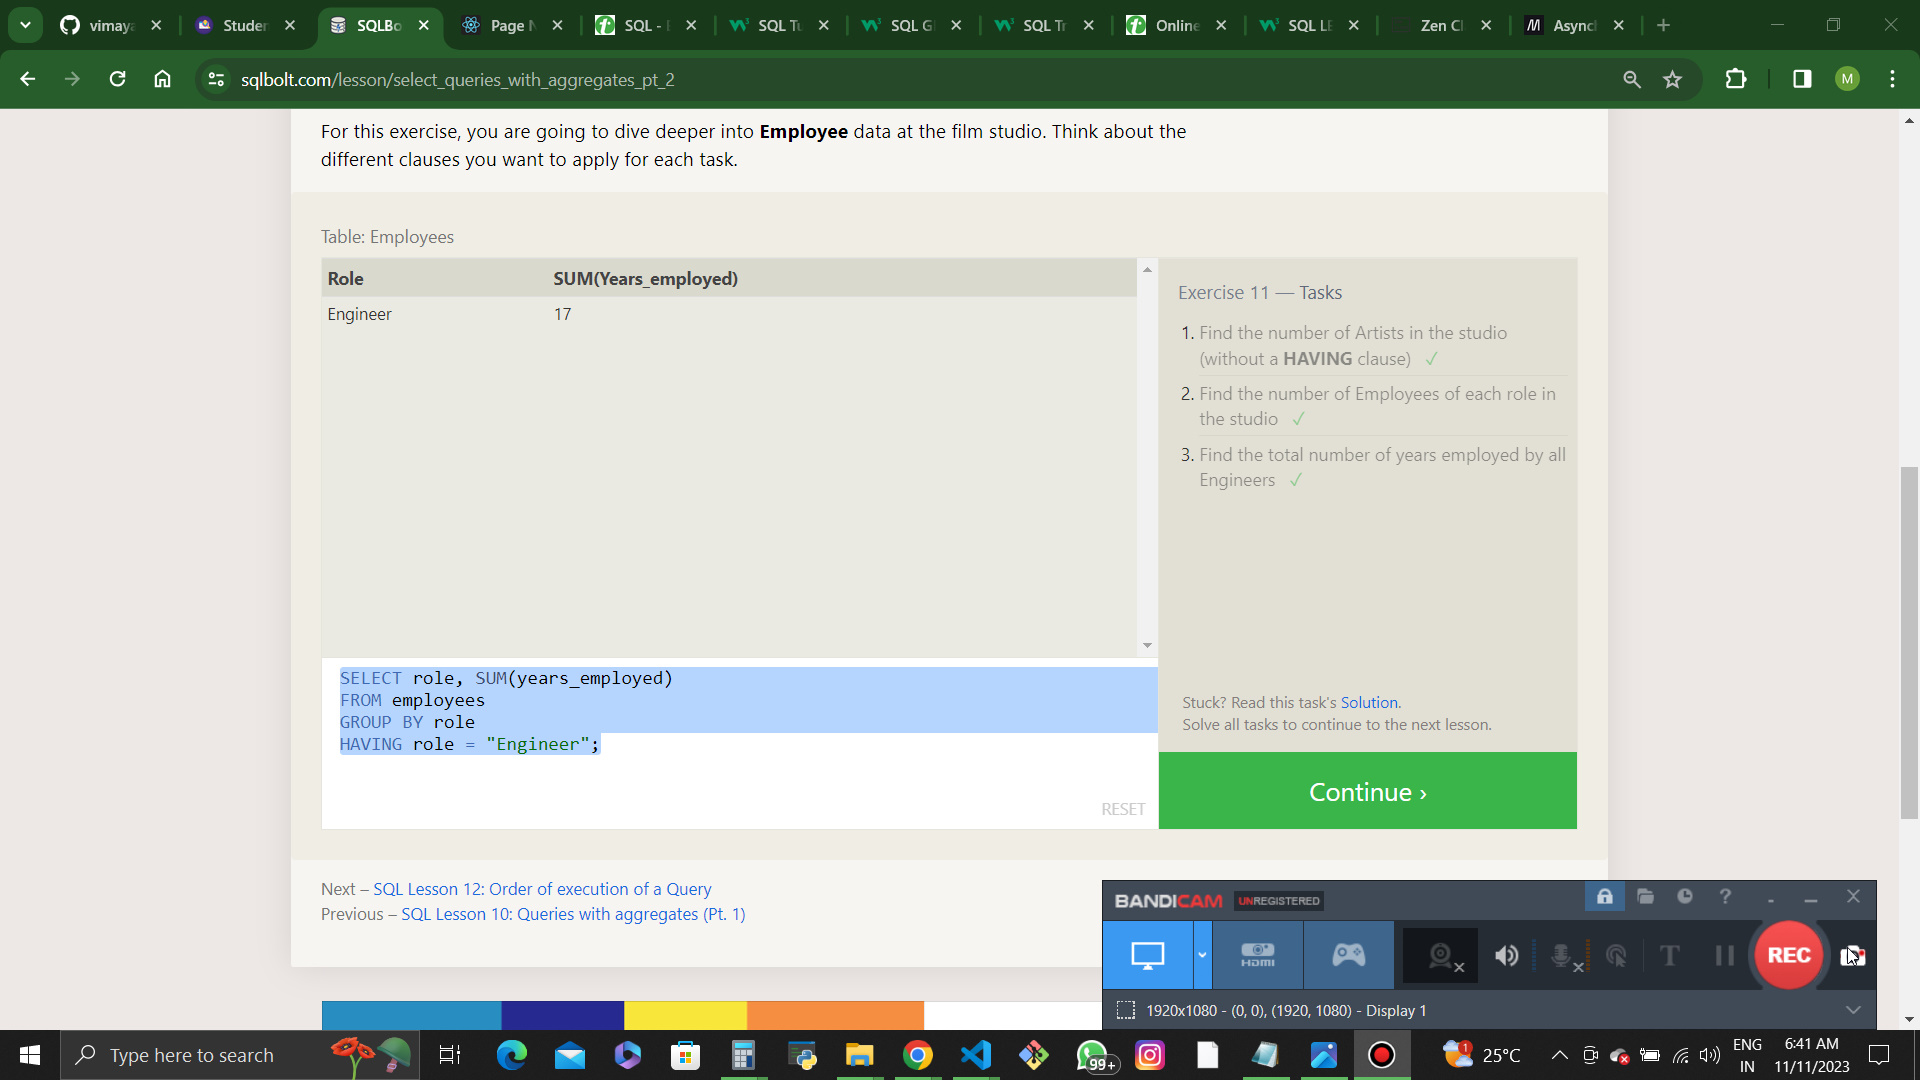 vimaya
Studen
SQLBo
Page N
SQL - E
SQL Tu
SQL Gi
SQL Tr
Online
SQL LE
Zen Cl
Async
sqlbolt.com/lesson/select_queries_with_aggregates_pt_2
M
For this exercise, you are going to dive deeper into Employee data at the film studio. Think about the
different clauses you want to apply for each task.
Table: Employees
Role SUM(Years_employed)
Engineer 17
Exercise 11 — Tasks
1. Find the number of Artists in the studio
(without a HAVING clause) ✓
2. Find the number of Employees of each role in
the studio ✓
3. Find the total number of years employed by all
Engineers ✓
SELECT role, SUM(years_employed)
FROM employees
GROUP BY role
HAVING role = "Engineer";
RESET
Stuck? Read this task's Solution.
Solve all tasks to continue to the next lesson.
Continue ›
Next – SQL Lesson 12: Order of execution of a Query
Previous – SQL Lesson 10: Queries with aggregates (Pt. 1)
BANDICAM UNREGISTERED
HDMI
T
REC
1920x1080 - (0, 0), (1920, 1080) - Display 1
Type here to search
99+
1
25°C
ENG
IN
6:41 AM
11/11/2023